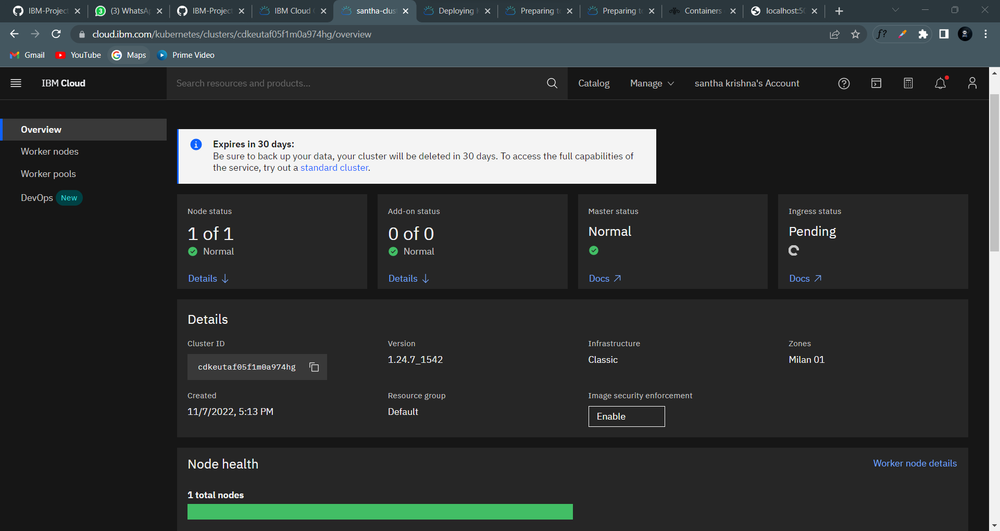 IBM-Project
(3) WhatsAp
IBM-Project
IBM Cloud
santha-clus
Deploying
Preparing to
Preparing to
Containers
localhost:50
cloud.ibm.com/kubernetes/clusters/cdkeutaf05f1m0a974hg/overview
f?
Gmail
YouTube
Maps
Prime Video
IBM Cloud
Search resources and products...
Catalog
Manage
santha krishna's Account
Overview
Worker nodes
Worker pools
DevOps New
Expires in 30 days:
Be sure to back up your data, your cluster will be deleted in 30 days. To access the full capabilities of
the service, try out a standard cluster.
Node status
1 of 1
Normal
Details
Add-on status
0 of 0
Normal
Details
Master status
Normal
Docs
Ingress status
Pending
Docs
Details
Cluster ID
cdkeutaf05f1m0a974hg
Version
1.24.7_1542
Infrastructure
Classic
Zones
Milan 01
Created
11/7/2022, 5:13 PM
Resource group
Default
Image security enforcement
Enable
Node health
Worker node details
1 total nodes